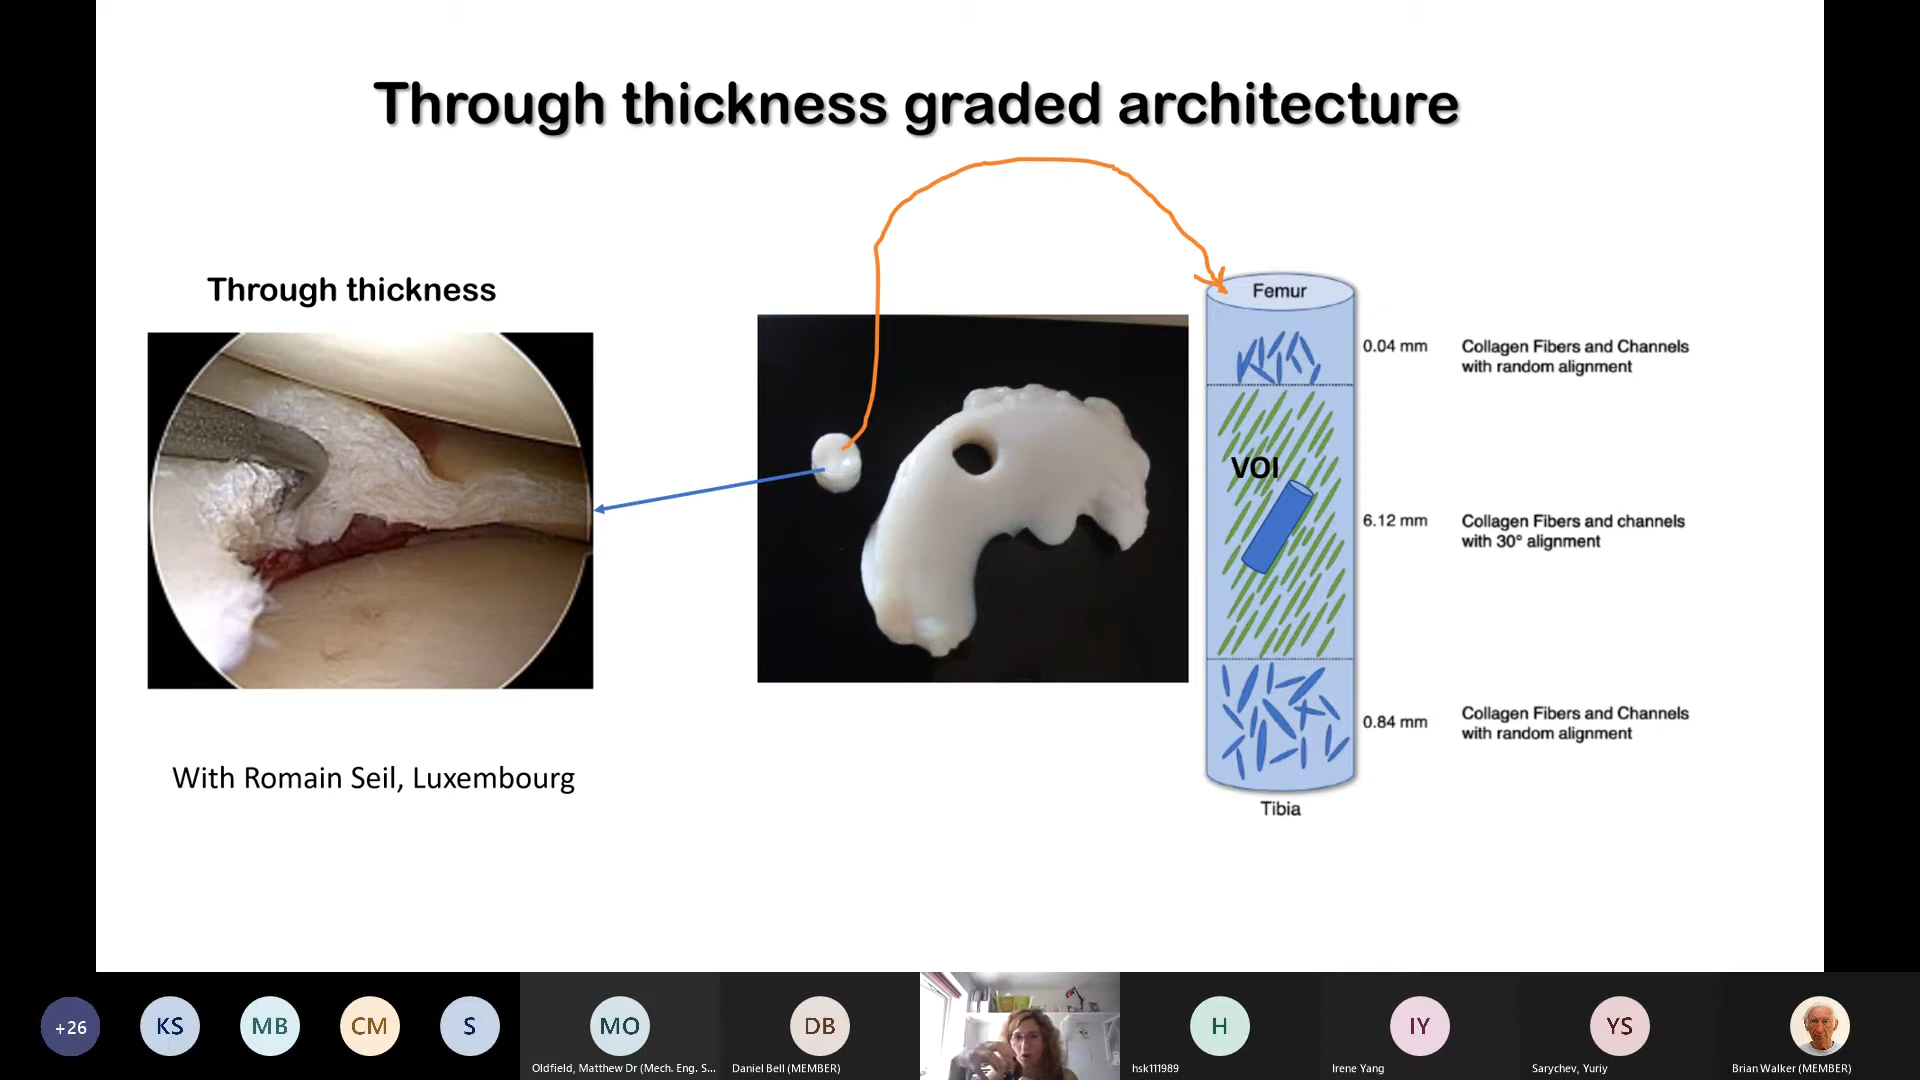 Through thickness graded architecture
Through thickness
With Romain Seil, Luxembourg
Femur
0.04 mm
Collagen Fibers and Channels
with random alignment
VOI
6.12 mm
Collagen Fibers and channels
with 30° alignment
0.84 mm
Collagen Fibers and Channels
with random alignment
Tibia
+26
KS
MB
CM
S
MO
Oldfield, Matthew Dr (Mech. Eng. S...
DB
Daniel Bell (MEMBER)
H
hsk111989
IY
Irene Yang
YS
Sarychev, Yuriy
Brian Walker (MEMBER)